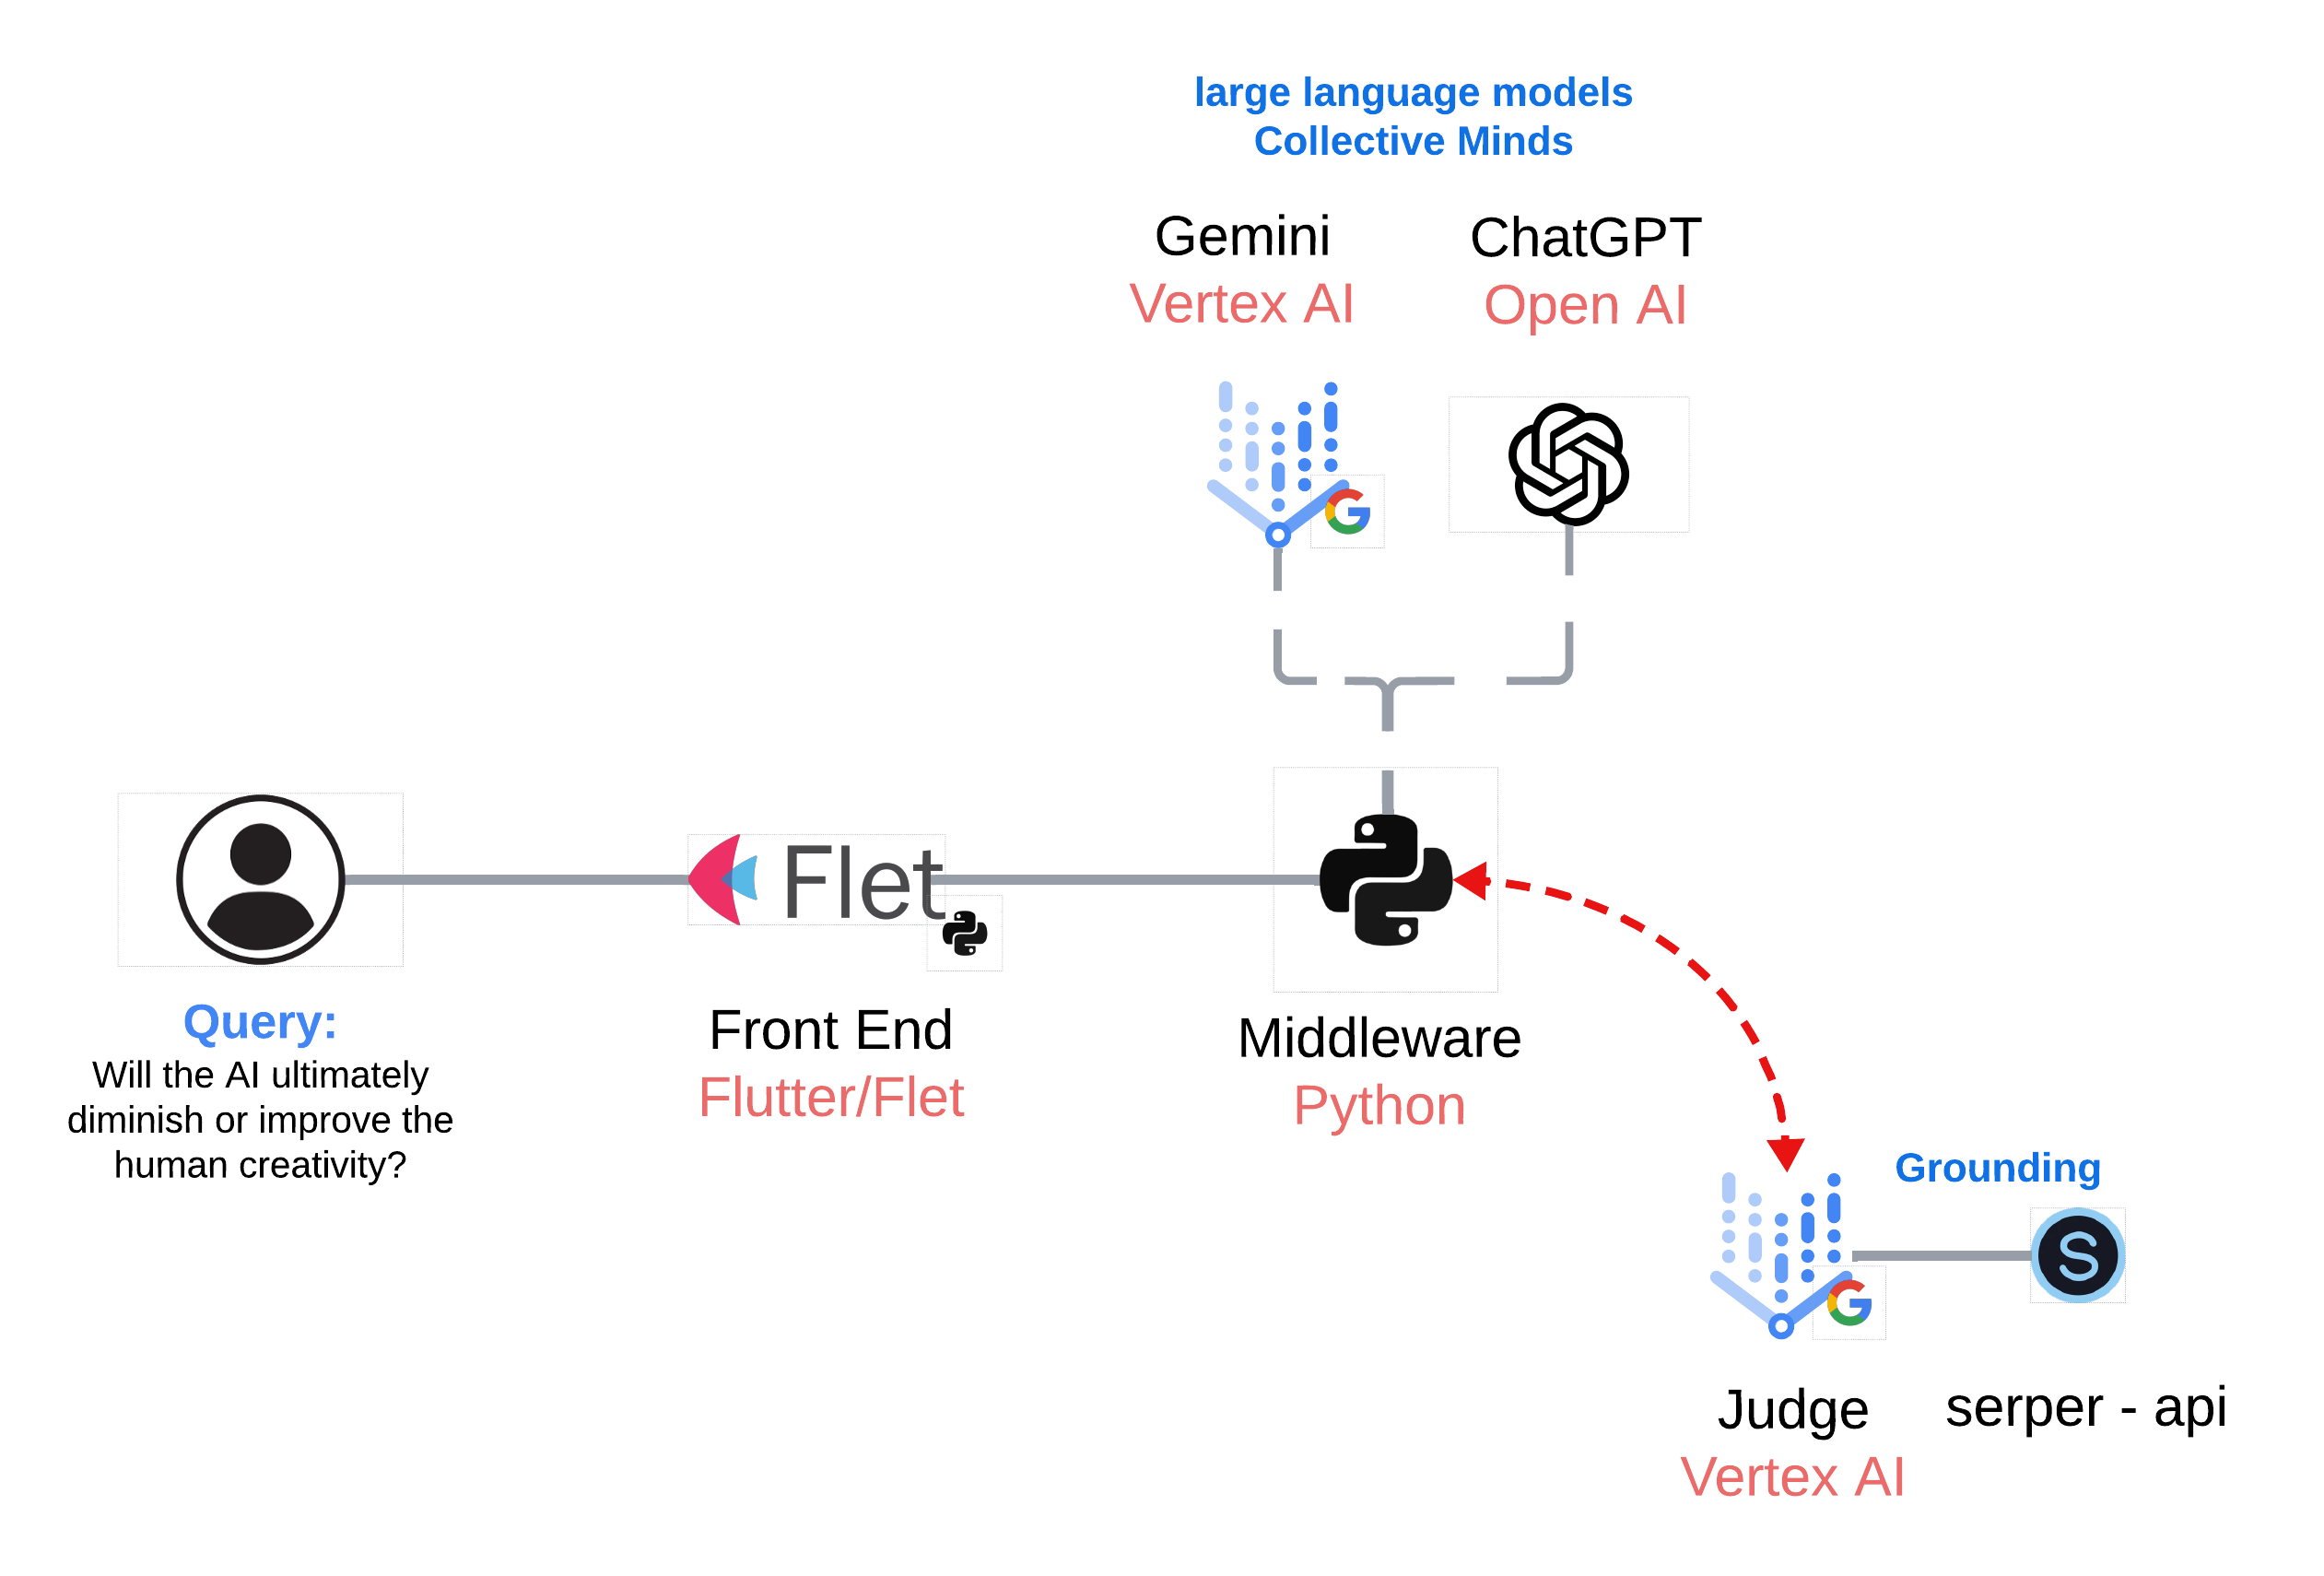 large language models
Collective Minds
Gemini
Vertex AI
ChatGPT
Open AI
Flet
Query:
Will the AI ultimately
diminish or improve the
human creativity?
Front End
Flutter/Flet
Middleware
Python
Grounding
Judge
Vertex AI
serper - api